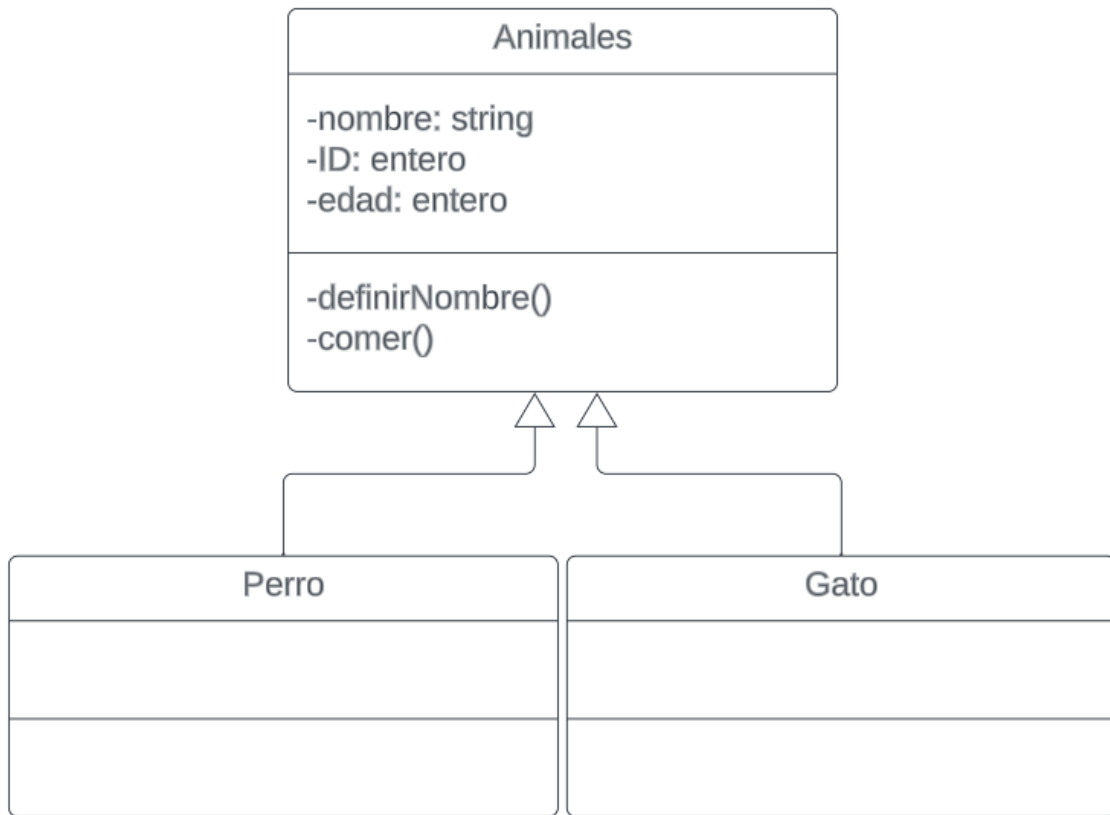 Animales
-nombre: string
-ID: entero
-edad: entero
-definirNombre()
-comer()
Perro
Gato